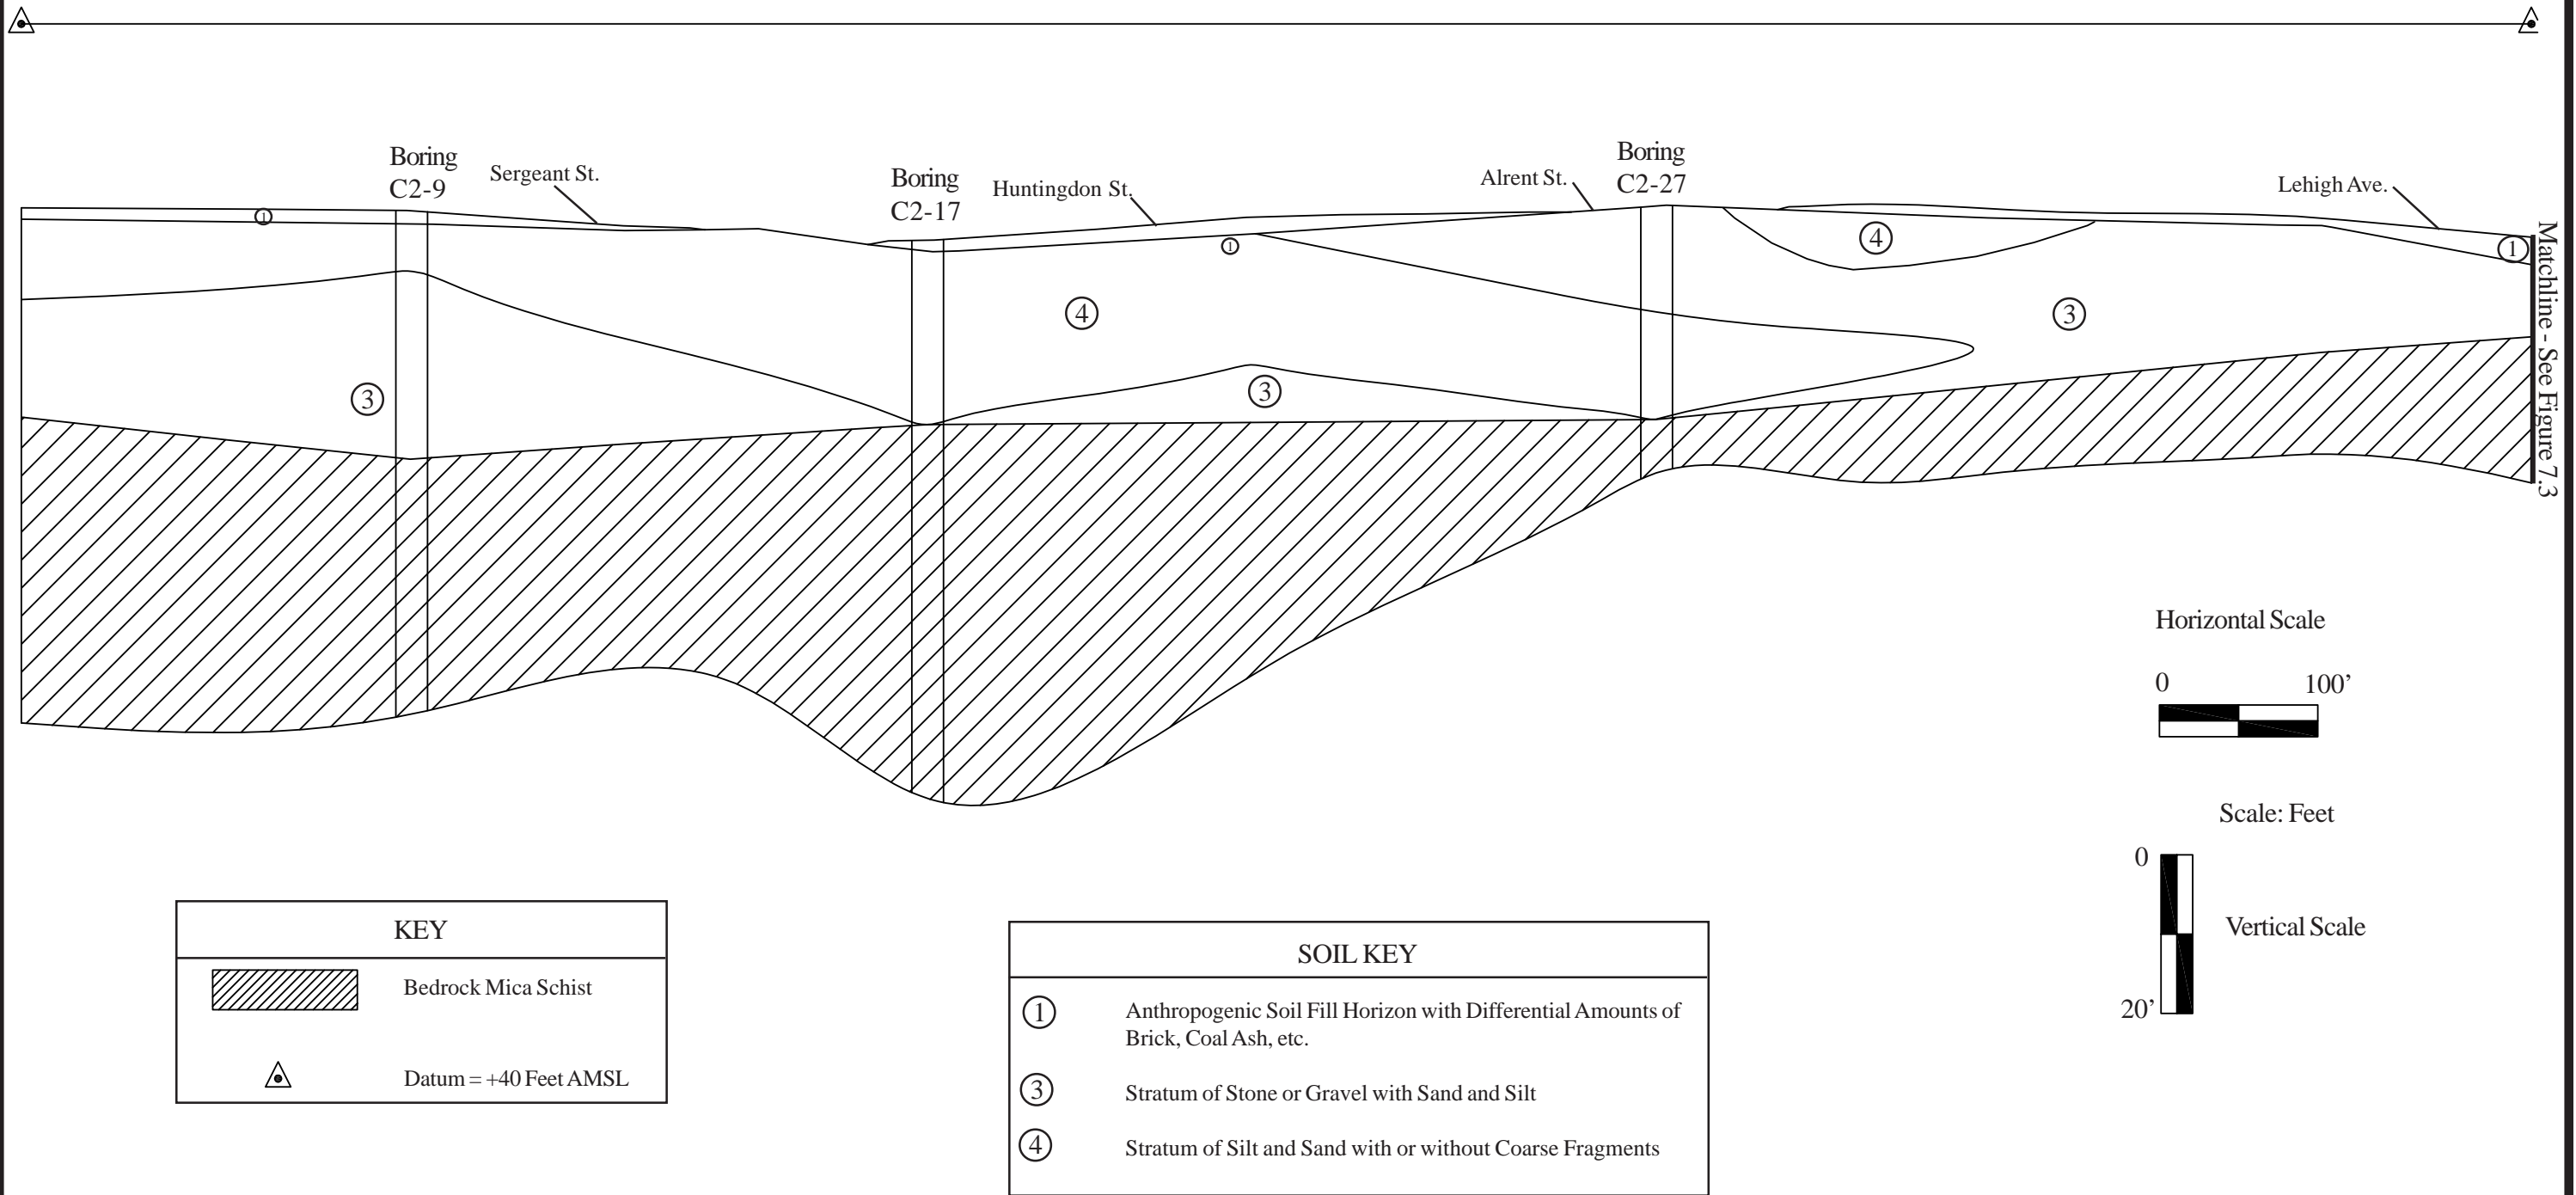 Boring
C2-9
Sergeant St.
Boring
C2-17
Huntingdon St.
Alrent St.
Boring
C2-27
Lehigh Ave.
1
1
4
1
4
3
3
3
Matchline - See Figure 7.3
Horizontal Scale
0 100’
Scale: Feet
0
Vertical Scale
20’
KEY
Bedrock Mica Schist
Datum = +40 Feet AMSL
SOIL KEY
1 Anthropogenic Soil Fill Horizon with Differential Amounts of
Brick, Coal Ash, etc.
3 Stratum of Stone or Gravel with Sand and Silt
4 Stratum of Silt and Sand with or without Coarse Fragments